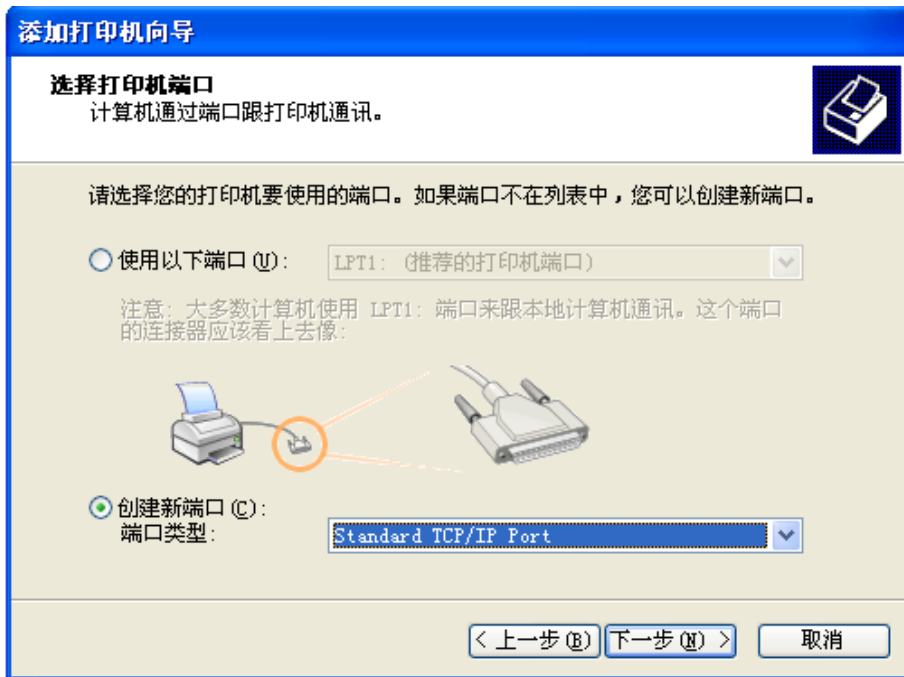 添加打印机向导
选择打印机端口
计算机通过端口跟打印机通讯。
请选择您的打印机要使用的端口。如果端口不在列表中，您可以创建新端口。
使用以下端口(U): LPT1: (推荐的打印机端口)
注意: 大多数计算机使用 LPT1: 端口来跟本地计算机通讯。这个端口
的连接器应该看上去像:
创建新端口(C):
端口类型: Standard TCP/IP Port
< 上一步(B) 下一步(N) > 取消